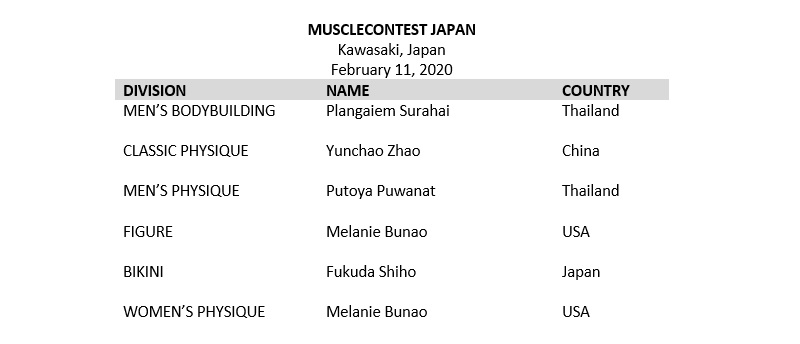 MUSCLECONTEST JAPAN
Kawasaki, Japan
February 11, 2020
DIVISION NAME COUNTRY
MEN’S BODYBUILDING Plangaiem Surahai Thailand
CLASSIC PHYSIQUE Yunchao Zhao China
MEN’S PHYSIQUE Putoya Puwanat Thailand
FIGURE Melanie Bunao USA
BIKINI Fukuda Shiho Japan
WOMEN’S PHYSIQUE Melanie Bunao USA